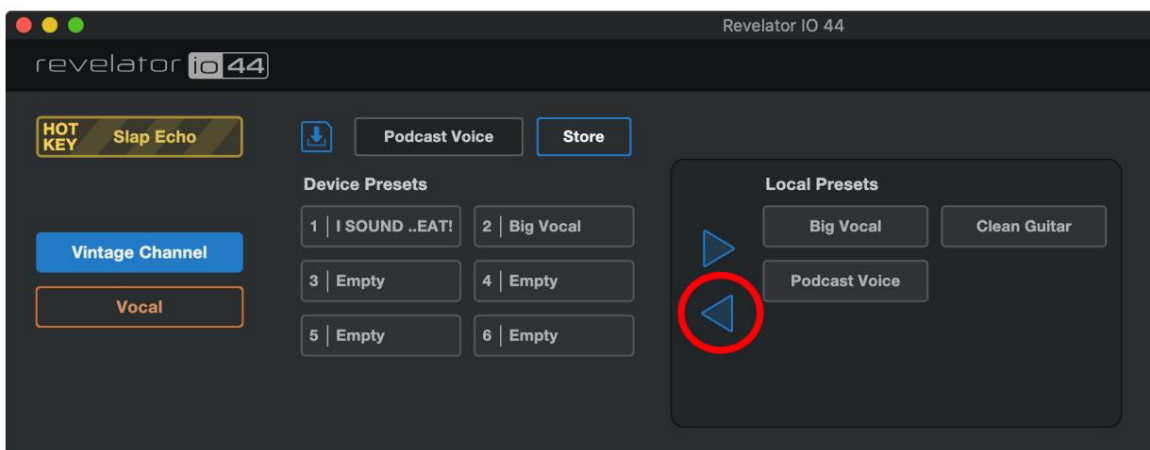 Revelator IO 44
revelator io 44
HOT KEY Slap Echo
Podcast Voice
Store
Device Presets
Local Presets
1 | I SOUND ..EAT!
2 | Big Vocal
Big Vocal
Clean Guitar
Vintage Channel
3 | Empty
4 | Empty
Podcast Voice
Vocal
5 | Empty
6 | Empty